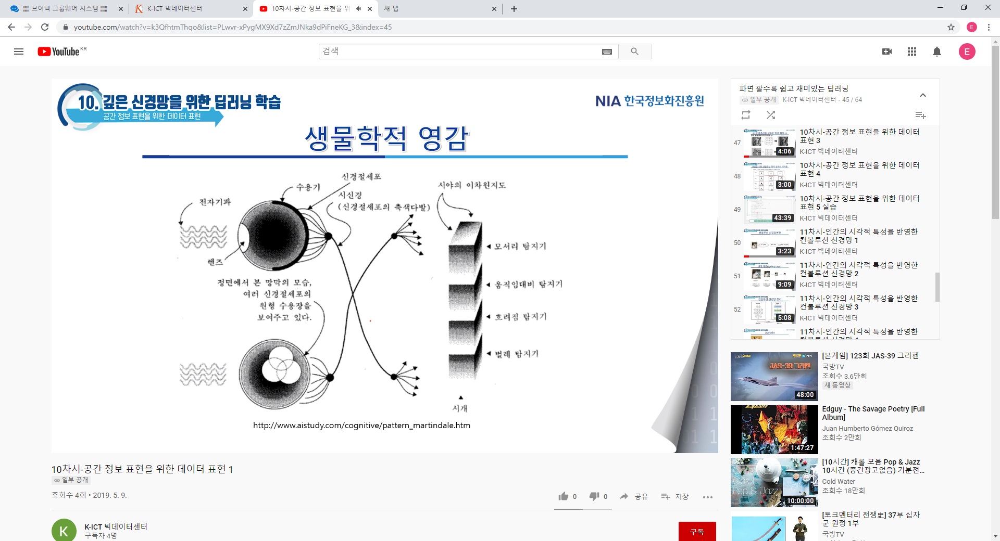 브이텍 그룹웨어 시스템
K-ICT 빅데이터센터
10차시-공간 정보 표현을 위
새 탭
youtube.com/watch?v=k3QfhtmThqo&list=PLwvr-xPygMX9Xd7zZmJNka9dPiFneKG_3&index=45
E
YouTube KR
검색
E
10. 깊은 신경망을 위한 딥러닝 학습
공간 정보 표현을 위한 데이터 표현
NIA 한국정보화진흥원
생물학적 영감
신경절세포
수용기
시야의 이차원지도
시신경
(신경절세포의 축색다발)
전자기파
렌즈
모서리 탐지기
정면에서 본 망막의 모습,
여러 신경절세포의
원형 수용장을
보여주고 있다.
움직임대비 탐지기
흐려짐 탐지기
벌레 탐지기
시개
http://www.aistudy.com/cognitive/pattern_martindale.htm
10차시-공간 정보 표현을 위한 데이터 표현 1
일부 공개
조회수 4회 • 2019. 5. 9.
0
0
공유
저장
K
K-ICT 빅데이터센터
구독자 4명
구독
파면 팔수록 쉽고 재미있는 딥러닝
일부 공개
K-ICT 빅데이터센터 - 45 / 64
47
4:06
10차시-공간 정보 표현을 위한 데이터
표현 3
K-ICT 빅데이터센터
48
3:00
10차시-공간 정보 표현을 위한 데이터
표현 4
K-ICT 빅데이터센터
49
43:39
10차시-공간 정보 표현을 위한 데이터
표현 5 실습
K-ICT 빅데이터센터
50
3:23
11차시-인간의 시각적 특성을 반영한
컨볼루션 신경망 1
K-ICT 빅데이터센터
51
9:09
11차시-인간의 시각적 특성을 반영한
컨볼루션 신경망 2
K-ICT 빅데이터센터
52
5:08
11차시-인간의 시각적 특성을 반영한
컨볼루션 신경망 3
K-ICT 빅데이터센터
11차시-인간의 시각적 특성을 반영한
JAS-39 그리펜
48:00
[본게임] 123회 JAS-39 그리펜
국방TV
조회수 3.6만회
새 동영상
1:47:27
Edguy - The Savage Poetry [Full
Album]
Juan Humberto Gómez Quiroz
조회수 2만회
Christmas
Carol
Pop & Jazz
10:00:00
[10시간] 캐롤 모음 Pop & Jazz
10시간 (중간광고없음) 기분전...
Cold Water
조회수 18만회
[토크멘터리 전쟁史] 37부 십자
군 원정 1부
국방TV